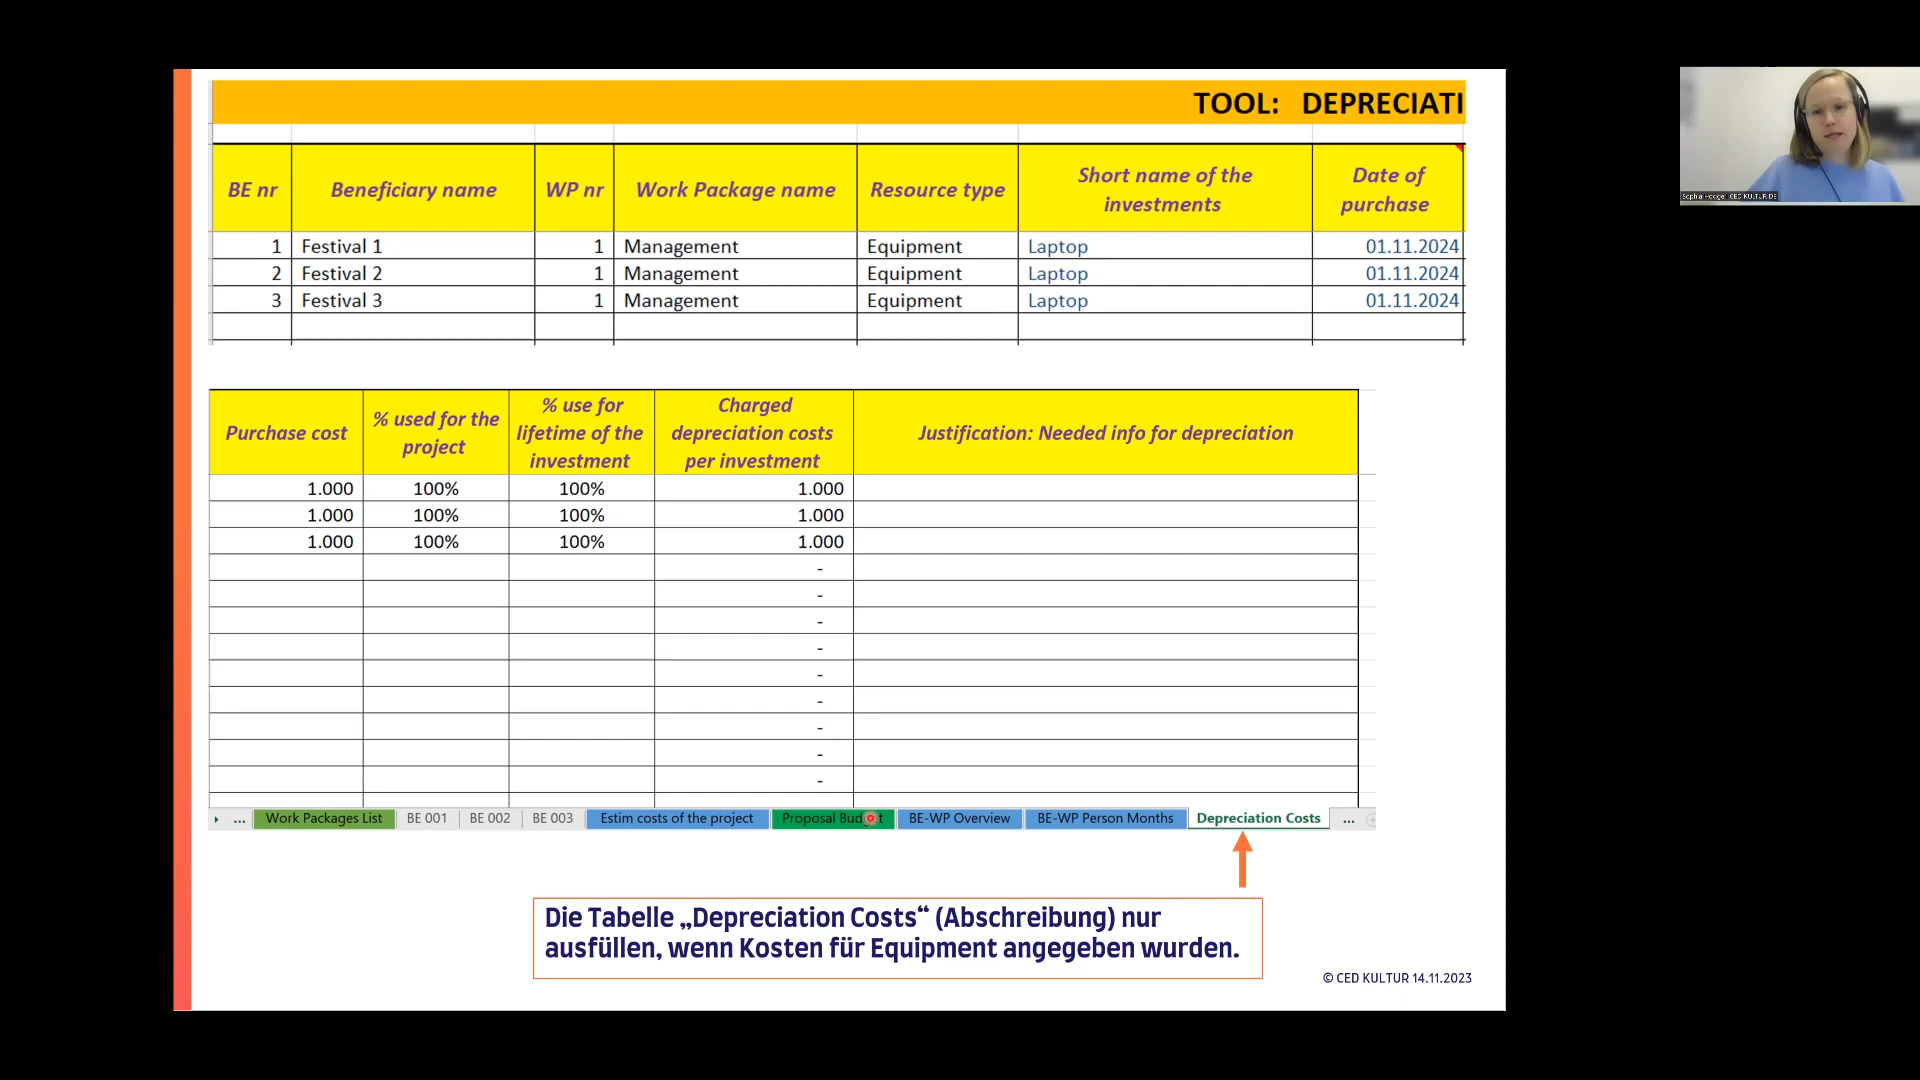 TOOL: DEPRECIATI
BE nr Beneficiary name WP nr Work Package name Resource type Short name of the investments Date of purchase
1 Festival 1 1 Management Equipment Laptop 01.11.2024
2 Festival 2 1 Management Equipment Laptop 01.11.2024
3 Festival 3 1 Management Equipment Laptop 01.11.2024
Purchase cost % used for the project % use for lifetime of the investment Charged depreciation costs per investment Justification: Needed info for depreciation
1.000 100% 100% 1.000
1.000 100% 100% 1.000
1.000 100% 100% 1.000
-
-
-
-
-
-
-
-
-
... Work Packages List BE 001 BE 002 BE 003 Estim costs of the project Proposal Budget BE-WP Overview BE-WP Person Months Depreciation Costs ...
Die Tabelle „Depreciation Costs“ (Abschreibung) nur
ausfüllen, wenn Kosten für Equipment angegeben wurden.
© CED KULTUR 14.11.2023
CED KULTUR DE